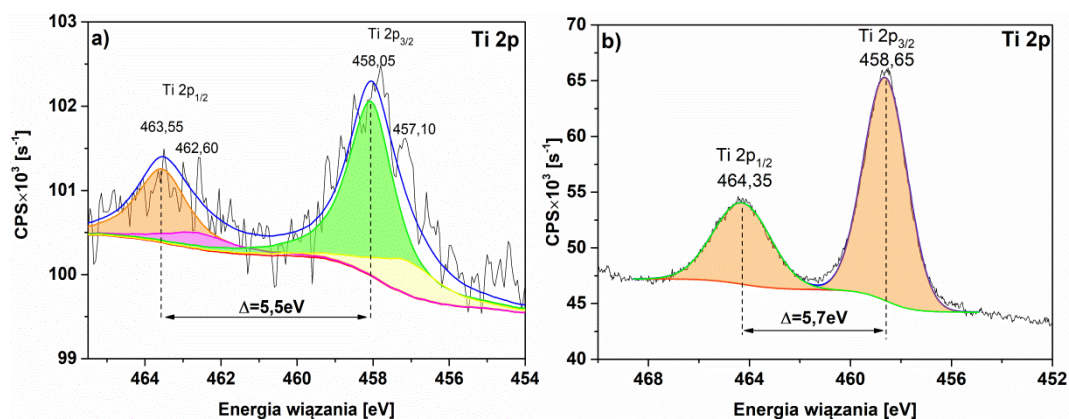 a)
Ti 2p
Ti 2p3/2
458,05
457,10
Ti 2p1/2
463,55
462,60
Δ=5,5eV
103
102
101
100
99
CPS×10³ [s⁻¹]
464 462 460 458 456 454
Energia wiązania [eV]
b)
Ti 2p
Ti 2p3/2
458,65
Ti 2p1/2
464,35
Δ=5,7eV
70
65
60
55
50
45
40
CPS×10³ [s⁻¹]
468 464 460 456 452
Energia wiązania [eV]